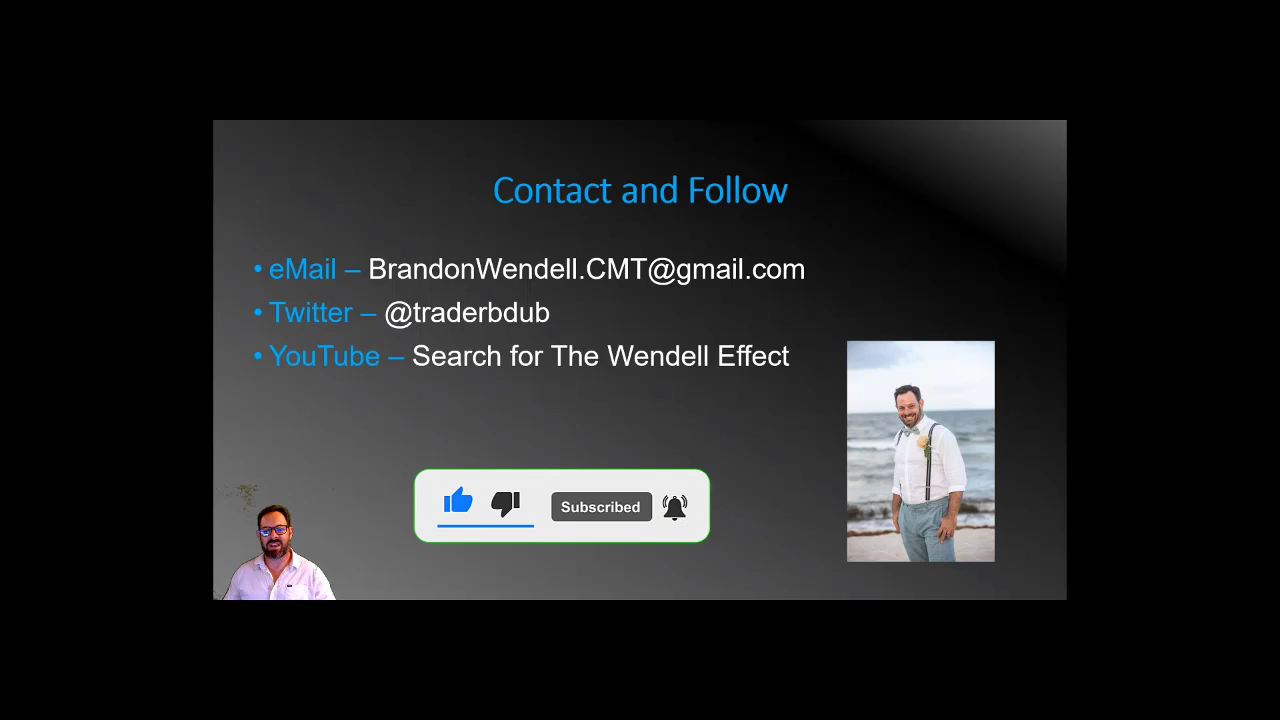 Contact and Follow
• eMail – BrandonWendell.CMT@gmail.com
• Twitter – @traderbdub
• YouTube – Search for The Wendell Effect
Subscribed